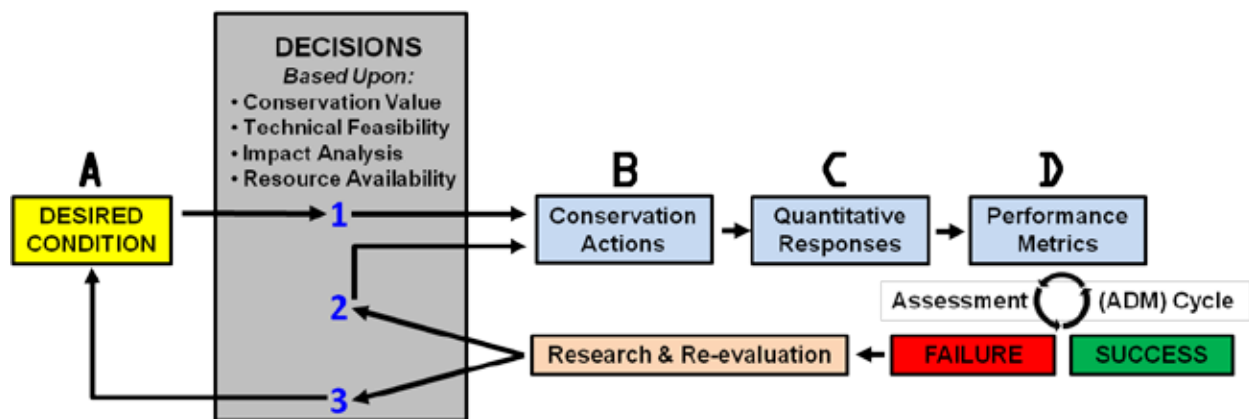 DECISIONS
Based Upon:
• Conservation Value
• Technical Feasibility
• Impact Analysis
• Resource Availability
A
B
C
D
DESIRED
CONDITION
1
Conservation
Actions
Quantitative
Responses
Performance
Metrics
2
Assessment (ADM) Cycle
Research & Re-evaluation
FAILURE
SUCCESS
3